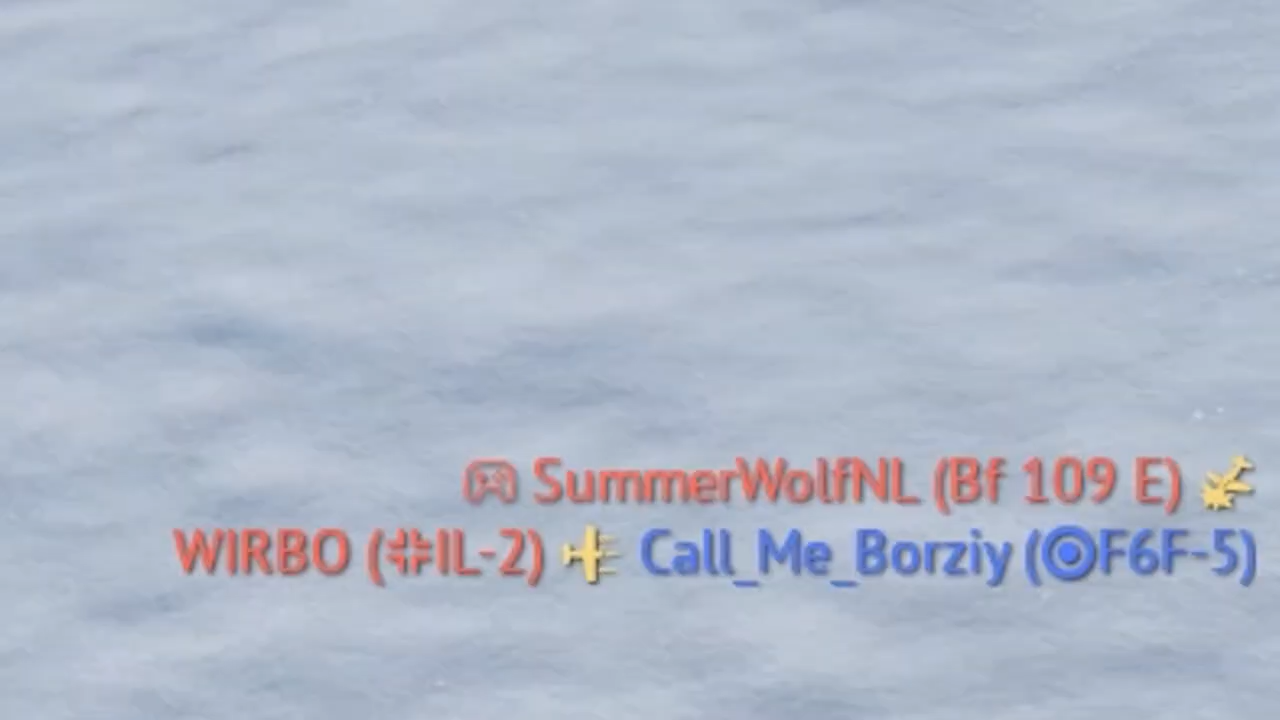 SummerWolfNL (Bf 109 E)
WIRBO (IL-2) Call_Me_Borziy (F6F-5)